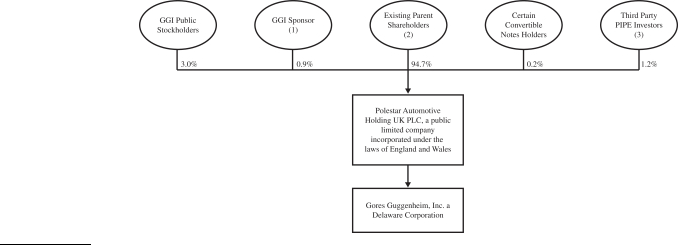 GGI Public
Stockholders
GGI Sponsor
(1)
Existing Parent
Shareholders
(2)
Certain
Convertible
Notes Holders
Third Party
PIPE Investors
(3)
3.0%
0.9%
94.7%
0.2%
1.2%
Polestar Automotive
Holding UK PLC, a public
limited company
incorporated under the
laws of England and Wales
Gores Guggenheim, Inc. a
Delaware Corporation